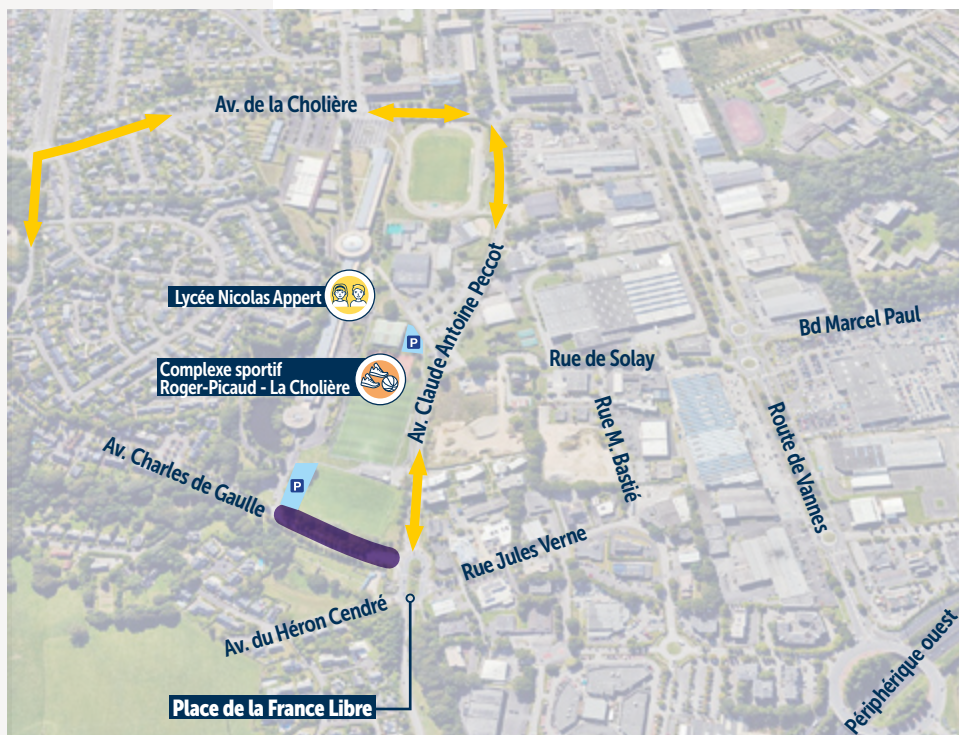 Av. de la Cholière
Av. Claude Antoine Peccot
Lycée Nicolas Appert
Bd Marcel Paul
P
Rue de Solay
Complexe sportif
Roger-Picaud - La Cholière
Rue M. Bastié
Route de Vannes
Av. Charles de Gaulle
P
Rue Jules Verne
Av. du Héron Cendré
Périphérique ouest
Place de la France Libre